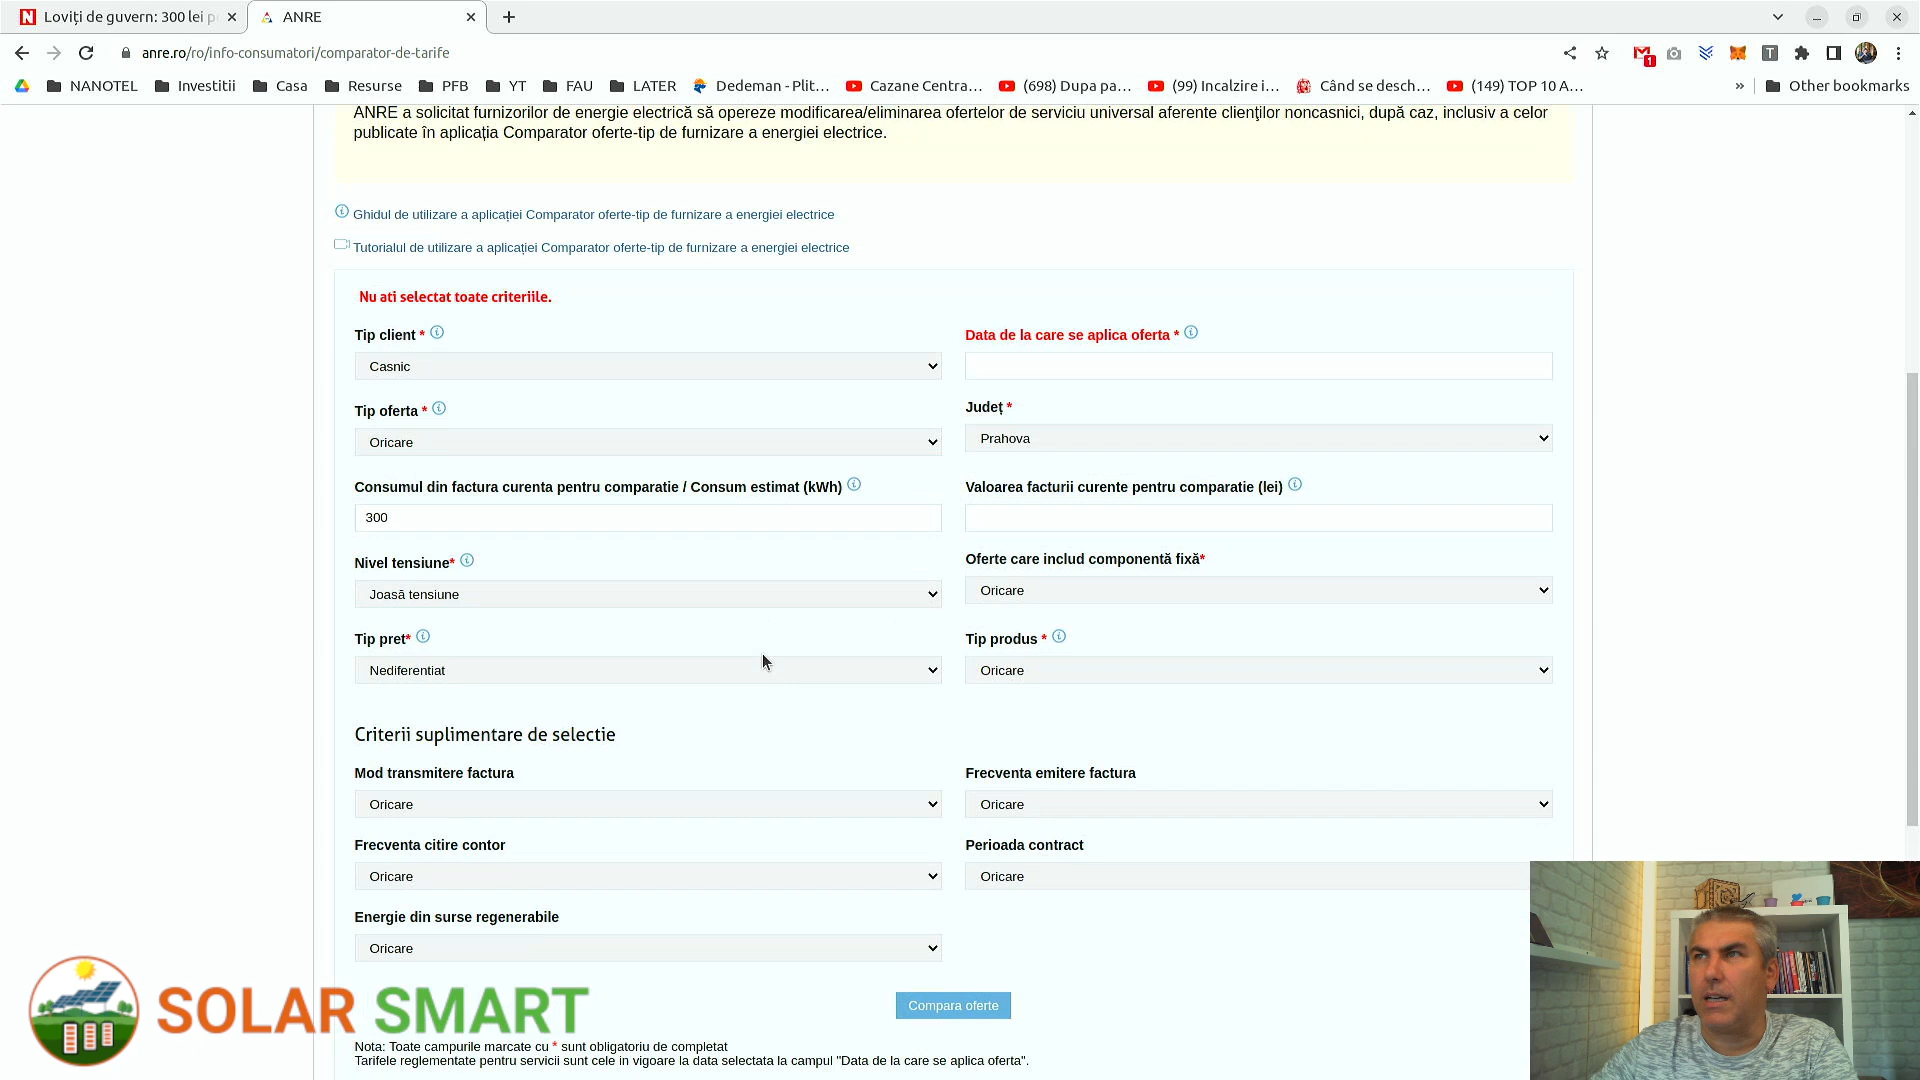 Loviți de guvern: 300 lei p
ANRE
anre.ro/ro/info-consumatori/comparator-de-tarife
1
T
NANOTEL
Investitii
Casa
Resurse
PFB
YT
FAU
LATER
Dedeman - Plit...
Cazane Centra...
(698) Dupa pa...
(99) Incalzire i...
Când se desch...
(149) TOP 10 A...
»
Other bookmarks
ANRE a solicitat furnizorilor de energie electrică să opereze modificarea/eliminarea ofertelor de serviciu universal aferente clienţilor noncasnici, după caz, inclusiv a celor
publicate în aplicația Comparator oferte-tip de furnizare a energiei electrice.
Ghidul de utilizare a aplicației Comparator oferte-tip de furnizare a energiei electrice
Tutorialul de utilizare a aplicației Comparator oferte-tip de furnizare a energiei electrice
Nu ati selectat toate criteriile.
Tip client *
Data de la care se aplica oferta *
Casnic
Tip oferta *
Județ *
Oricare
Prahova
Consumul din factura curenta pentru comparatie / Consum estimat (kWh)
Valoarea facturii curente pentru comparatie (lei)
300
Nivel tensiune*
Oferte care includ componentă fixă*
Joasă tensiune
Oricare
Tip pret*
Tip produs *
Nediferentiat
Oricare
Criterii suplimentare de selectie
Mod transmitere factura
Frecventa emitere factura
Oricare
Oricare
Frecventa citire contor
Perioada contract
Oricare
Oricare
Energie din surse regenerabile
Oricare
SOLAR SMART
Compara oferte
Nota: Toate campurile marcate cu * sunt obligatoriu de completat
Tarifele reglementate pentru servicii sunt cele in vigoare la data selectata la campul "Data de la care se aplica oferta".